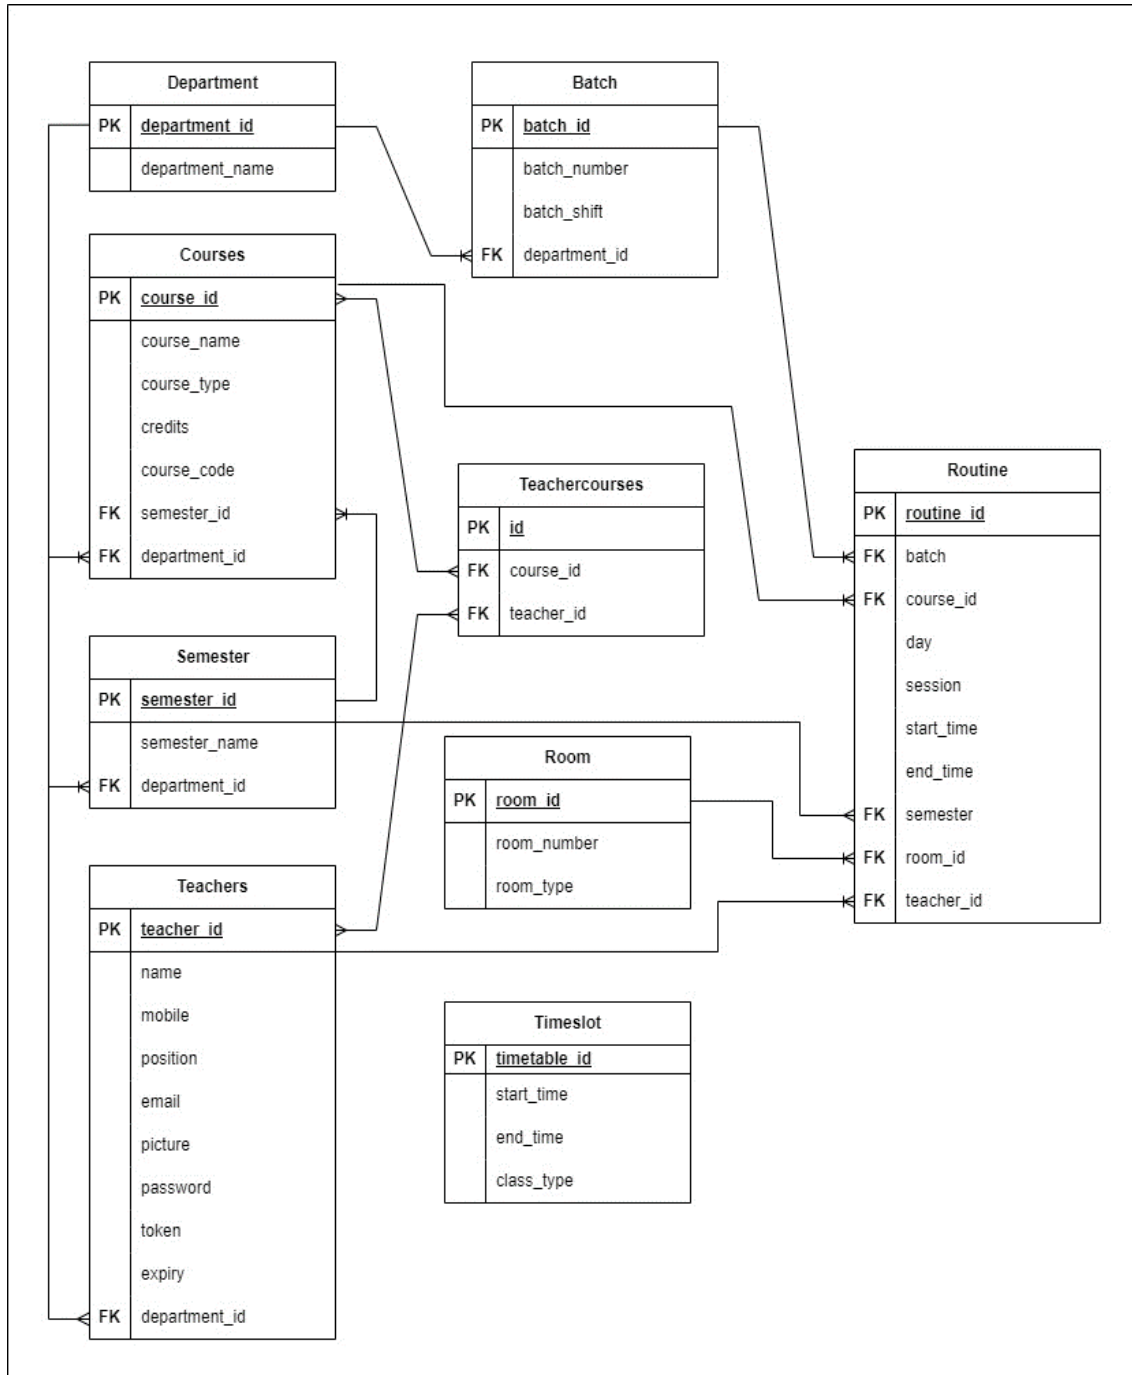 Department
PK department_id
department_name
Batch
PK batch_id
batch_number
batch_shift
FK department_id
Courses
PK course_id
course_name
course_type
credits
course_code
FK semester_id
FK department_id
Teachercourses
PK id
FK course_id
FK teacher_id
Routine
PK routine_id
FK batch
FK course_id
day
session
start_time
end_time
FK semester
FK room_id
FK teacher_id
Semester
PK semester_id
semester_name
FK department_id
Room
PK room_id
room_number
room_type
Teachers
PK teacher_id
name
mobile
position
email
picture
password
token
expiry
FK department_id
Timeslot
PK timetable_id
start_time
end_time
class_type